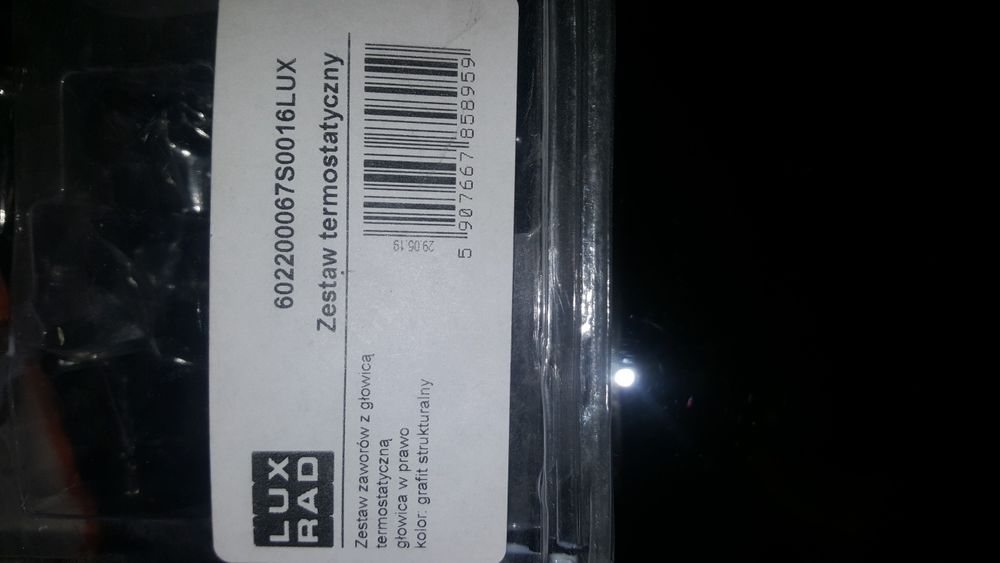 LUX
RAD
602200067S0016LUX
Zestaw termostatyczny
Zestaw zaworów z głowicą
termostatyczną
głowica w prawo
kolor: grafit strukturalny
29.05.19
5 907667 858959